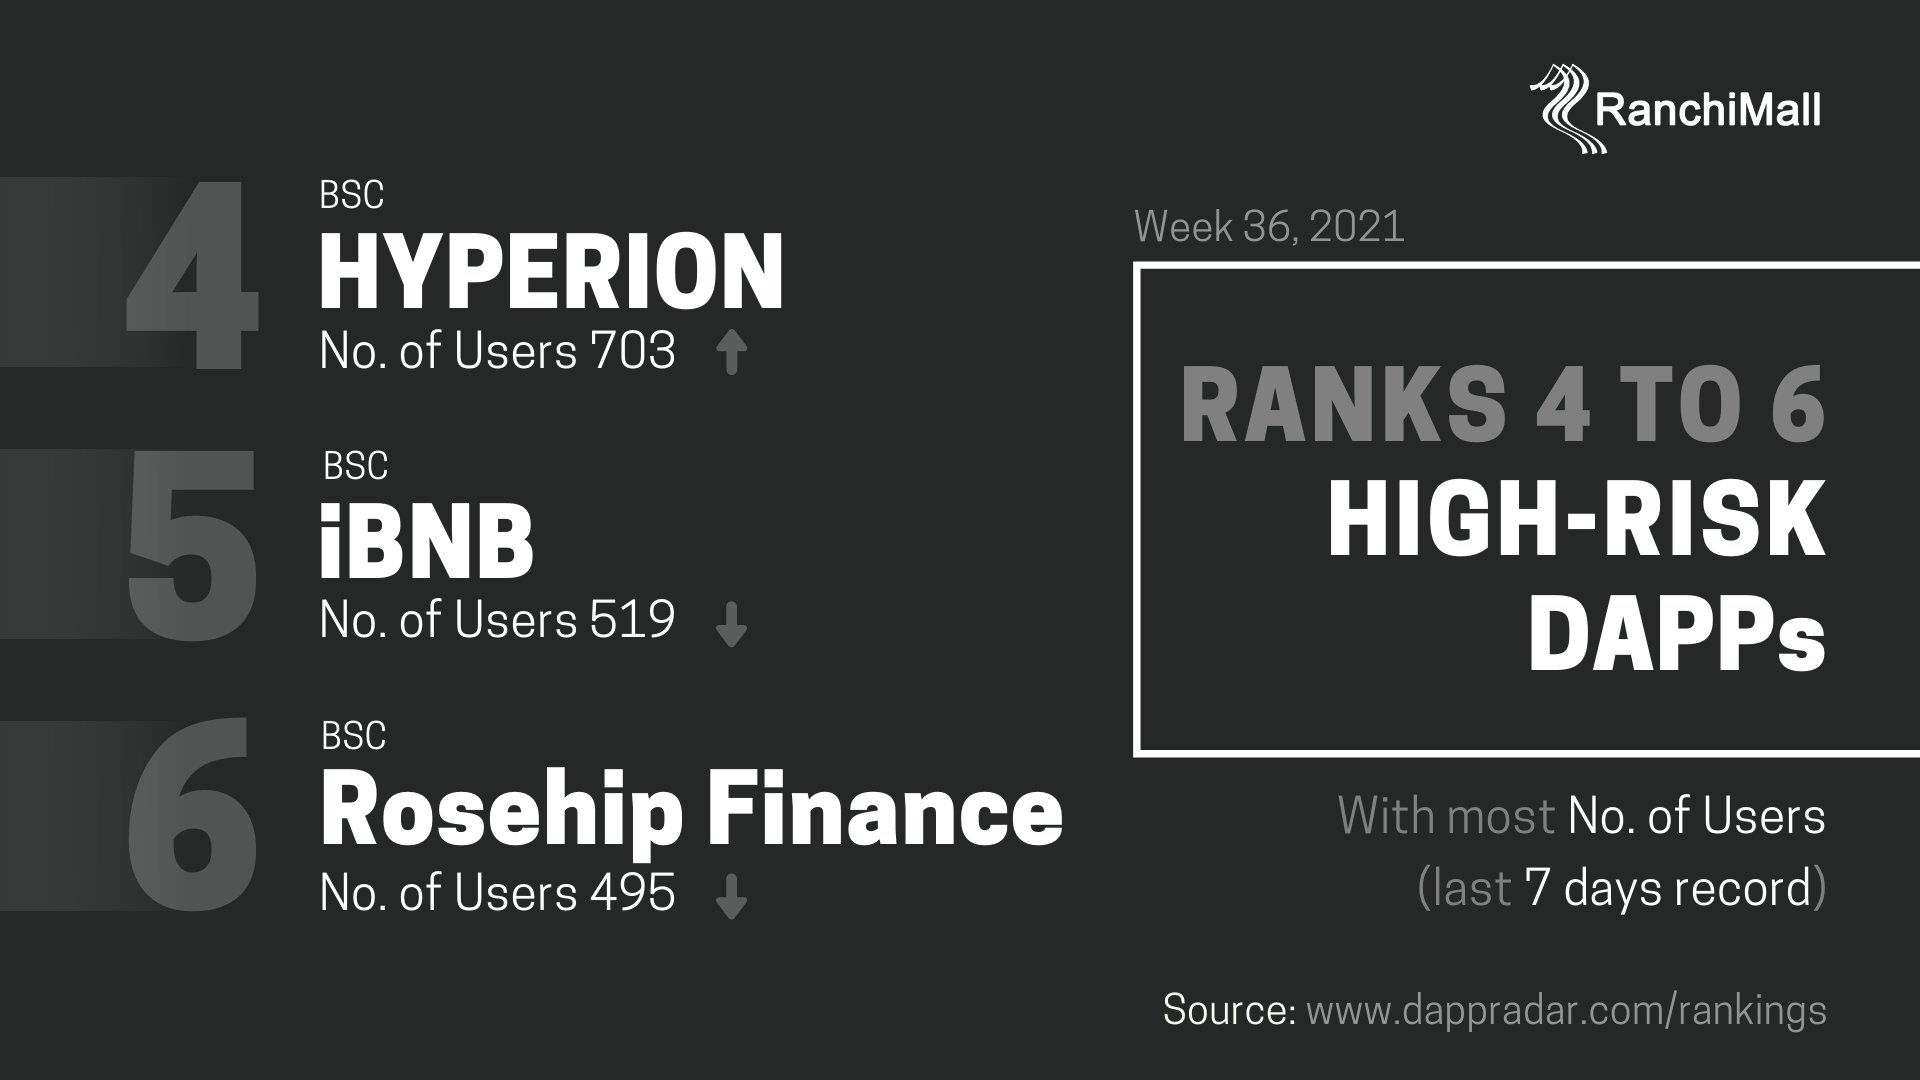 RanchiMall
4
BSC
HYPERION
No. of Users 703
5
BSC
iBNB
No. of Users 519
6
BSC
Rosehip Finance
No. of Users 495
Week 36, 2021
RANKS 4 TO 6
HIGH-RISK
DAPPs
With most No. of Users
(last 7 days record)
Source: www.dappradar.com/rankings